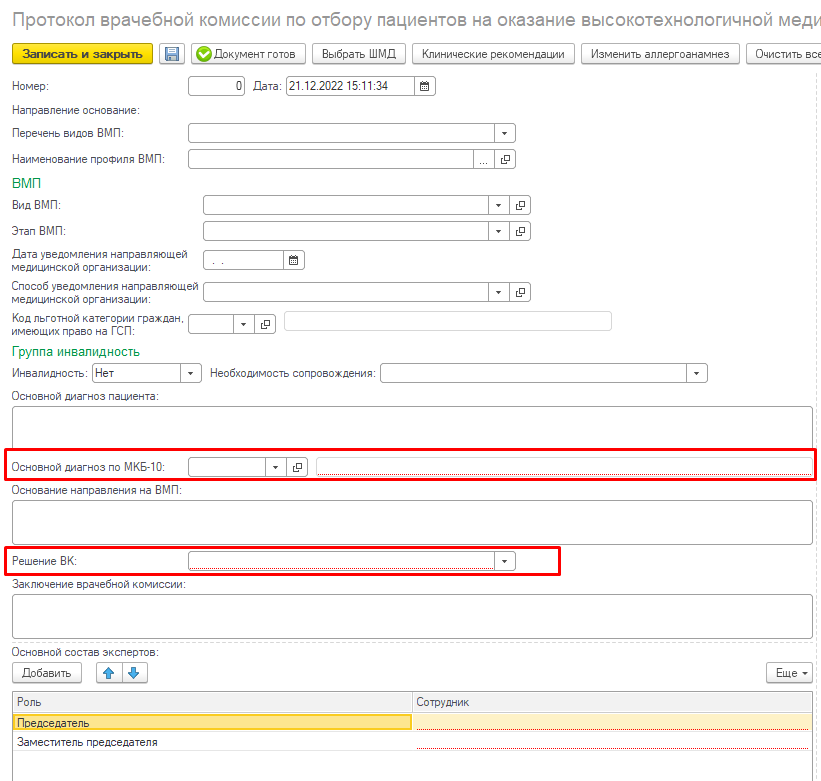 Протокол врачебной комиссии по отбору пациентов на оказание высокотехнологичной меди
Записать и закрыть Документ готов Выбрать ШМД Клинические рекомендации Изменить аллергоанамнез Очистить все
Номер: 0 Дата: 21.12.2022 15:11:34
Направление основание:
Перечень видов ВМП:
Наименование профиля ВМП: ...
ВМП
Вид ВМП:
Этап ВМП:
Дата уведомления направляющей
медицинской организации: . .
Способ уведомления направляющей
медицинской организации:
Код льготной категории граждан,
имеющих право на ГСП:
Группа инвалидность
Инвалидность: Нет Необходимость сопровождения:
Основной диагноз пациента:
Основной диагноз по МКБ-10:
Основание направления на ВМП:
Решение ВК:
Заключение врачебной комиссии:
Основной состав экспертов:
Добавить Еще
Роль Сотрудник
Председатель
Заместитель председателя